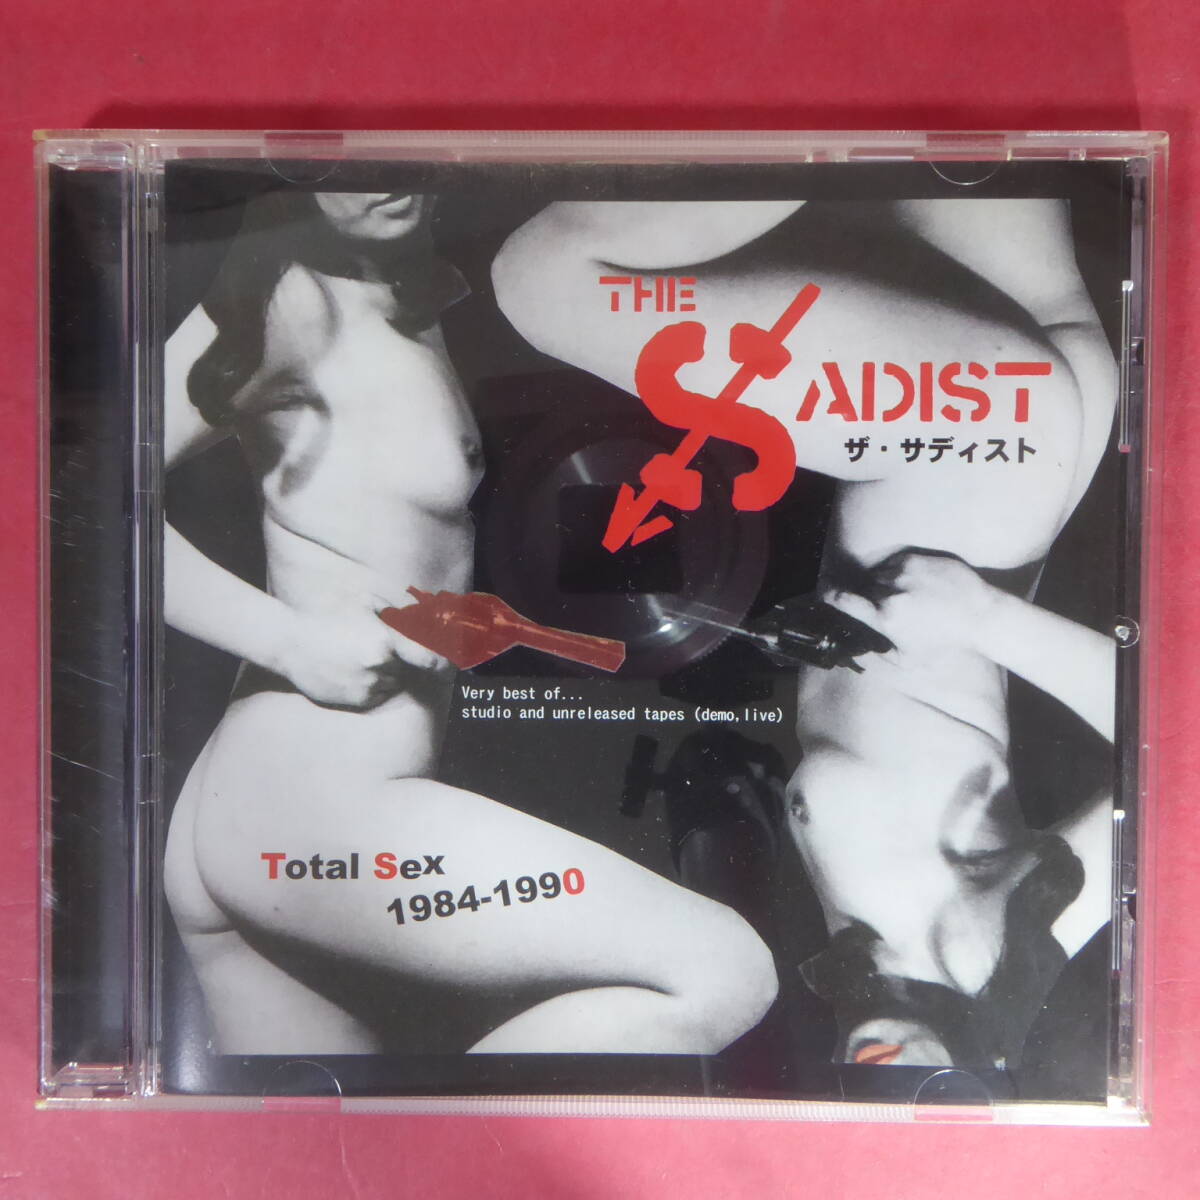 THE
SADIST
ザ・サディスト
Very best of...
studio and unreleased tapes (demo,live)
Total Sex
1984-1990